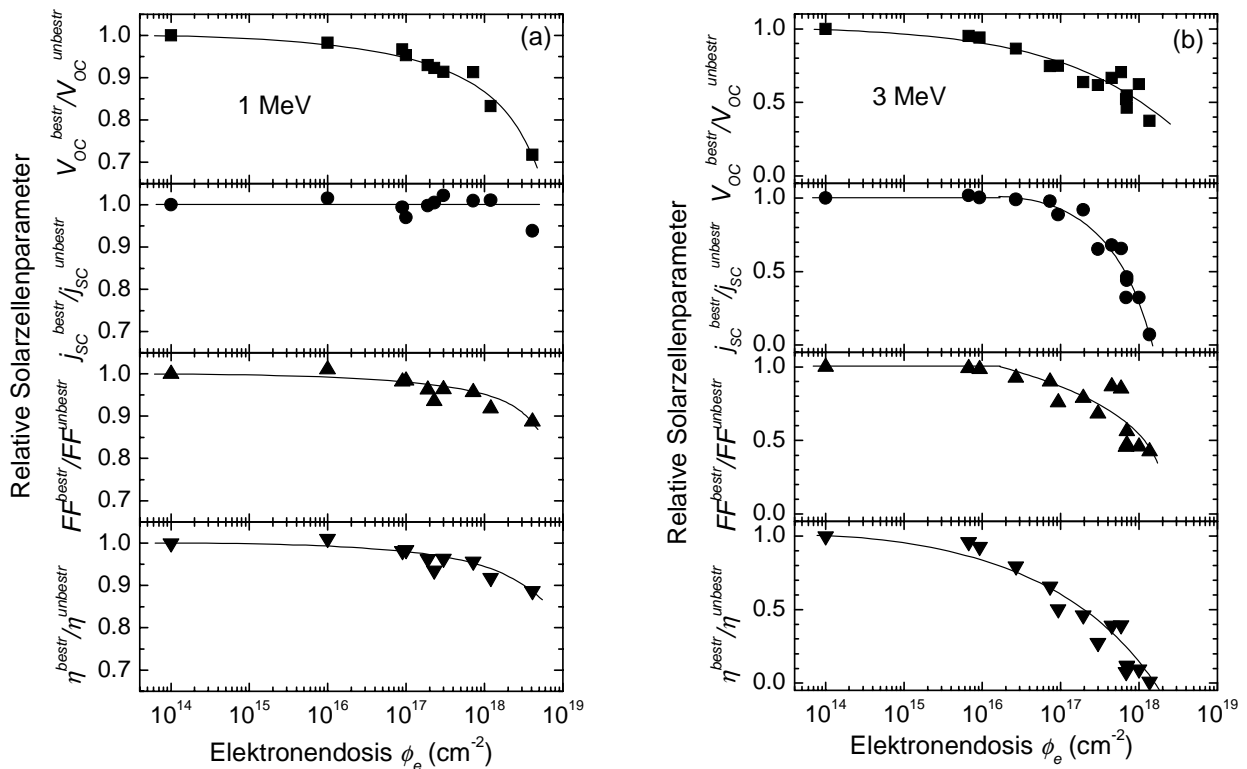 Relative Solarzellenparameter
(a)
1 MeV
V_OC^bestr/V_OC^unbestr
1.0
0.9
0.8
0.7
j_SC^bestr/j_SC^unbestr
1.0
0.9
0.8
0.7
FF^bestr/FF^unbestr
1.0
0.9
0.8
0.7
η^bestr/η^unbestr
1.0
0.9
0.8
0.7
10^14 10^15 10^16 10^17 10^18 10^19
Elektronendosis ϕ_e (cm^-2)
Relative Solarzellenparameter
(b)
3 MeV
V_OC^bestr/V_OC^unbestr
1.0
0.5
0.0
j_SC^bestr/j_SC^unbestr
1.0
0.5
0.0
FF^bestr/FF^unbestr
1.0
0.5
0.0
η^bestr/η^unbestr
1.0
0.5
0.0
10^14 10^15 10^16 10^17 10^18 10^19
Elektronendosis ϕ_e (cm^-2)